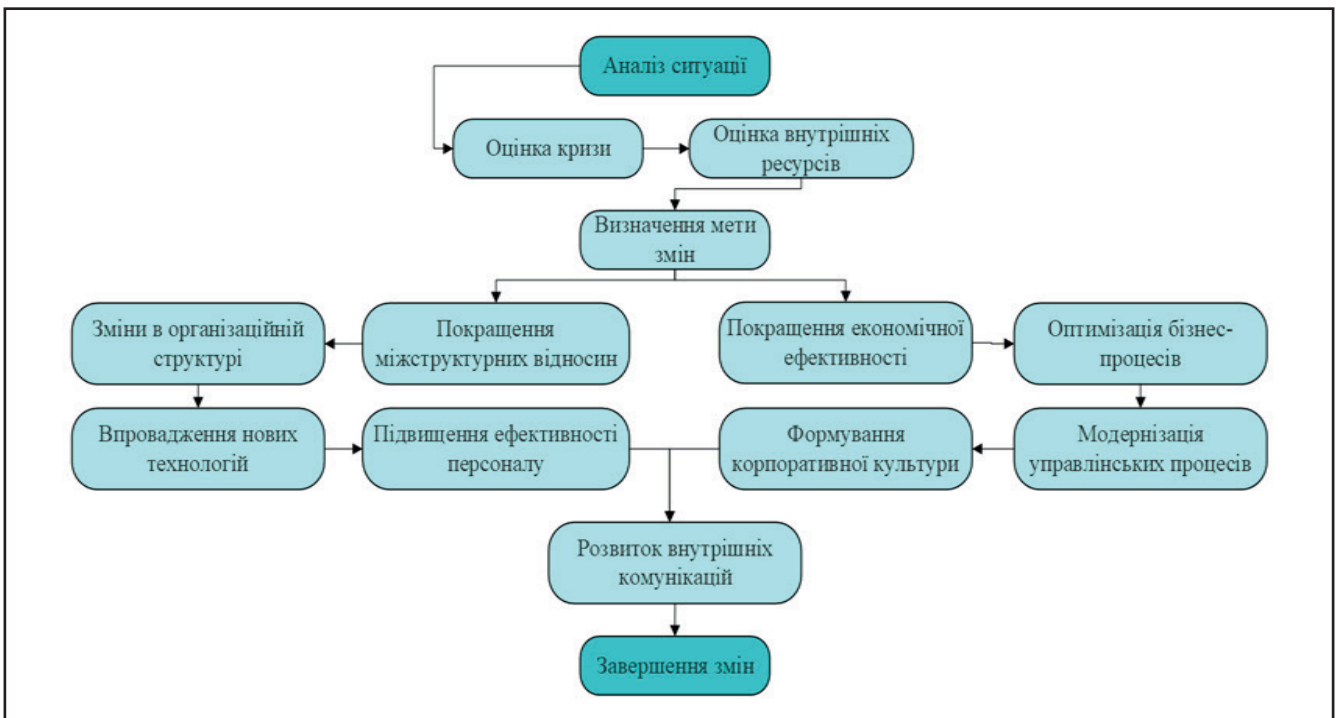 Аналіз ситуації
Оцінка кризи
Оцінка внутрішніх
ресурсів
Визначення мети
змін
Зміни в організаційній
структурі
Покращення
міжструктурних відносин
Покращення економічної
ефективності
Оптимізація бізнес-
процесів
Впровадження нових
технологій
Підвищення ефективності
персоналу
Формування
корпоративної культури
Модернізація
управлінських процесів
Розвиток внутрішніх
комунікацій
Завершення змін